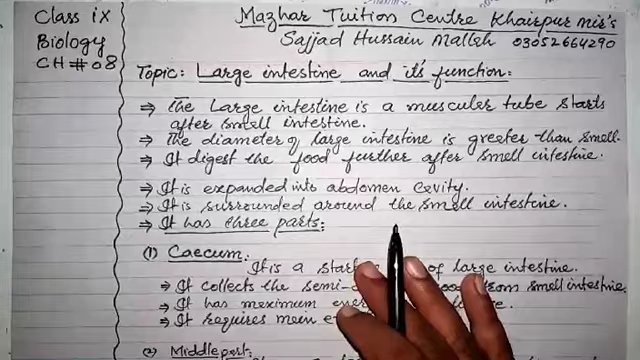 Class ix
Biology
CH # 08
Mazhar Tuition Centre Khairpur mir's
Sajjad Hussain Mallah 03052664290
Topic: Large intestine and it's function:
⇒ The Large intestine is a muscular tube starts
after small intestine.
⇒ The diameter of large intestine is greater than small-
⇒ It digest the food further after small intestine.
⇒ It is expanded into abdomen cavity.
⇒ It is surrounded around the small intestine.
⇒ It has three parts:
(1) Caecum:
It is a star of large intestine.
⇒ It collects the semi- from small intestine.
⇒ It has maximum
⇒ It requires
(2) Middle part: